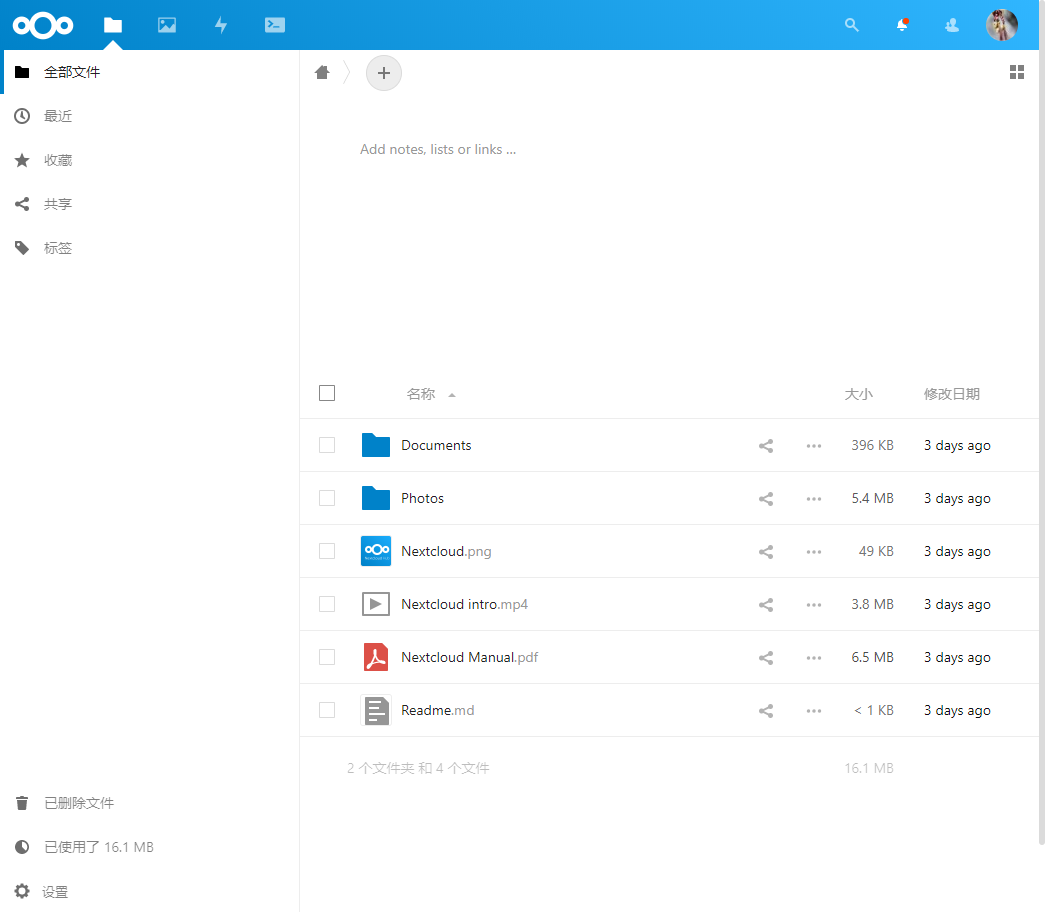 全部文件
最近
收藏
共享
标签
已删除文件
已使用了 16.1 MB
设置
Add notes, lists or links ...
名称 大小 修改日期
Documents 396 KB 3 days ago
Photos 5.4 MB 3 days ago
Nextcloud.png 49 KB 3 days ago
Nextcloud intro.mp4 3.8 MB 3 days ago
Nextcloud Manual.pdf 6.5 MB 3 days ago
Readme.md < 1 KB 3 days ago
2 个文件夹 和 4 个文件 16.1 MB